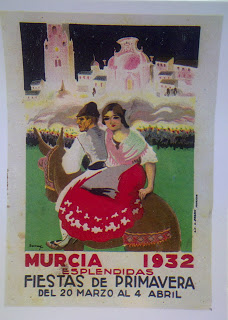 MURCIA 1932
ESPLENDIDAS
FIESTAS DE PRIMAVERA
DEL 20 MARZO AL 4 ABRIL